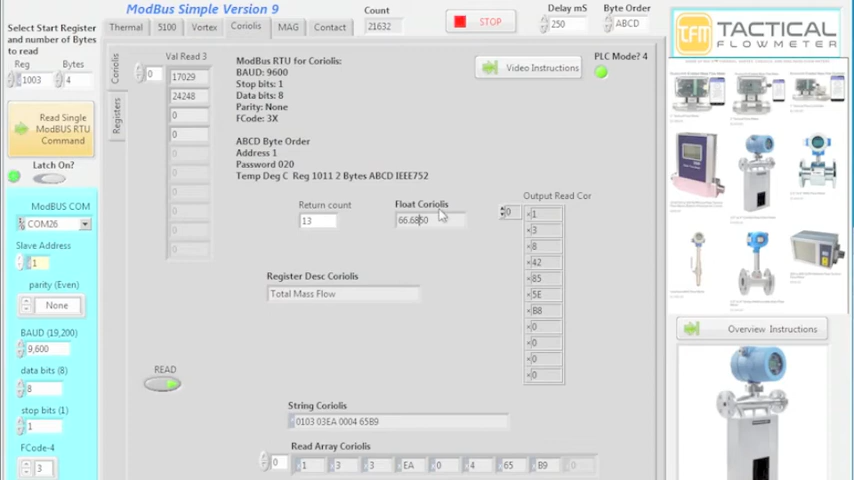 ModBus Simple Version 9
Count
21632
STOP
Delay mS
250
Byte Order
ABCD
Select Start Register
and number of Bytes
to read
Reg
Bytes
1003
4
Read Single
ModBUS RTU
Command
Latch On?
ModBUS COM
COM26
Slave Address
1
parity (Even)
None
BAUD (19,200)
9,600
data bits (8)
8
stop bits (1)
1
FCode-4
3
Thermal
5100
Vortex
Coriolis
MAG
Contact
Coriolis
Registers
Val Read 3
0
17029
24248
0
0
0
0
0
0
0
0
ModBus RTU for Coriolis:
BAUD: 9600
Stop bits: 1
Data bits: 8
Parity: None
FCode: 3X
ABCD Byte Order
Address 1
Password 020
Temp Deg C Reg 1011 2 Bytes ABCD IEEE752
Video Instructions
PLC Mode? 4
Return count
13
Float Coriolis
66.6850
Output Read Cor
0
x 1
x 3
x 8
x 42
x 85
x 5E
x B8
x 0
x 0
x 0
x 0
Register Desc Coriolis
Total Mass Flow
READ
String Coriolis
0103 03EA 0004 65B9
Read Array Coriolis
0
x 1
x 3
x 3
x EA
x 0
x 4
x 65
x B9
x 0
TFM
TACTICAL
FLOWMETER
Overview Instructions